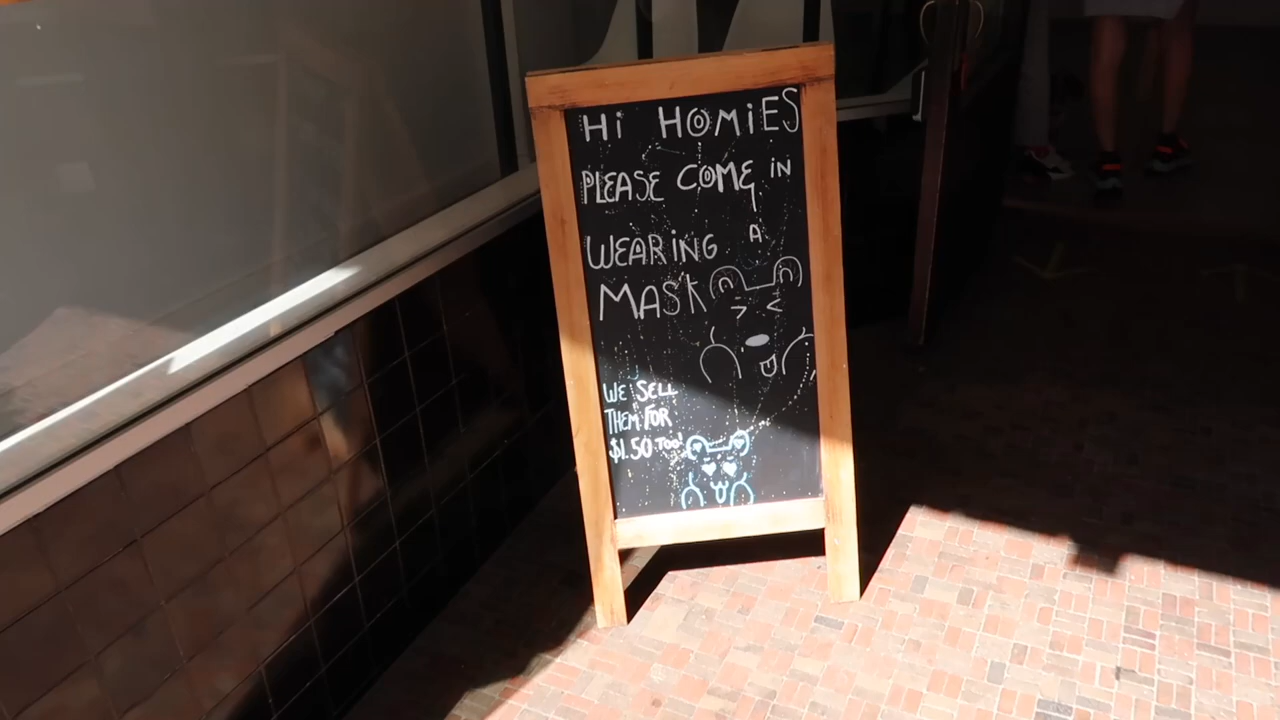 Hi HOMiES
PLEASE COME iN
WEARiNG A
MASK
WE SELL
THEM FOR
$1.50 TOO!